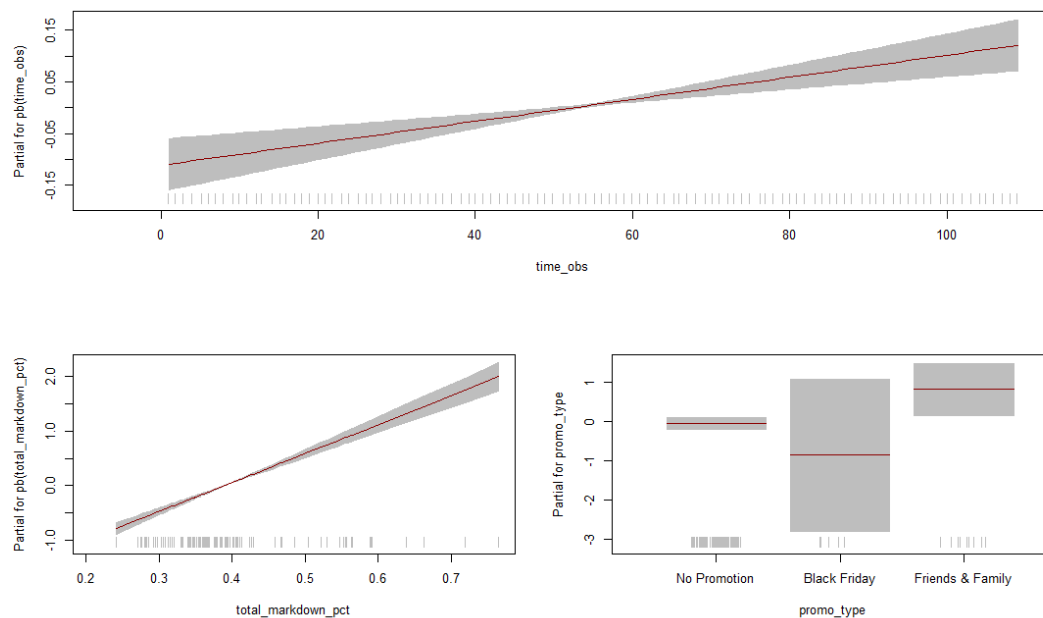 Partial for pb(time_obs)
0.15
0.05
-0.05
-0.15
0 20 40 60 80 100
time_obs
Partial for pb(total_markdown_pct)
2.0
1.0
0.0
-1.0
0.2 0.3 0.4 0.5 0.6 0.7
total_markdown_pct
Partial for promo_type
1
0
-1
-2
-3
No Promotion Black Friday Friends & Family
promo_type